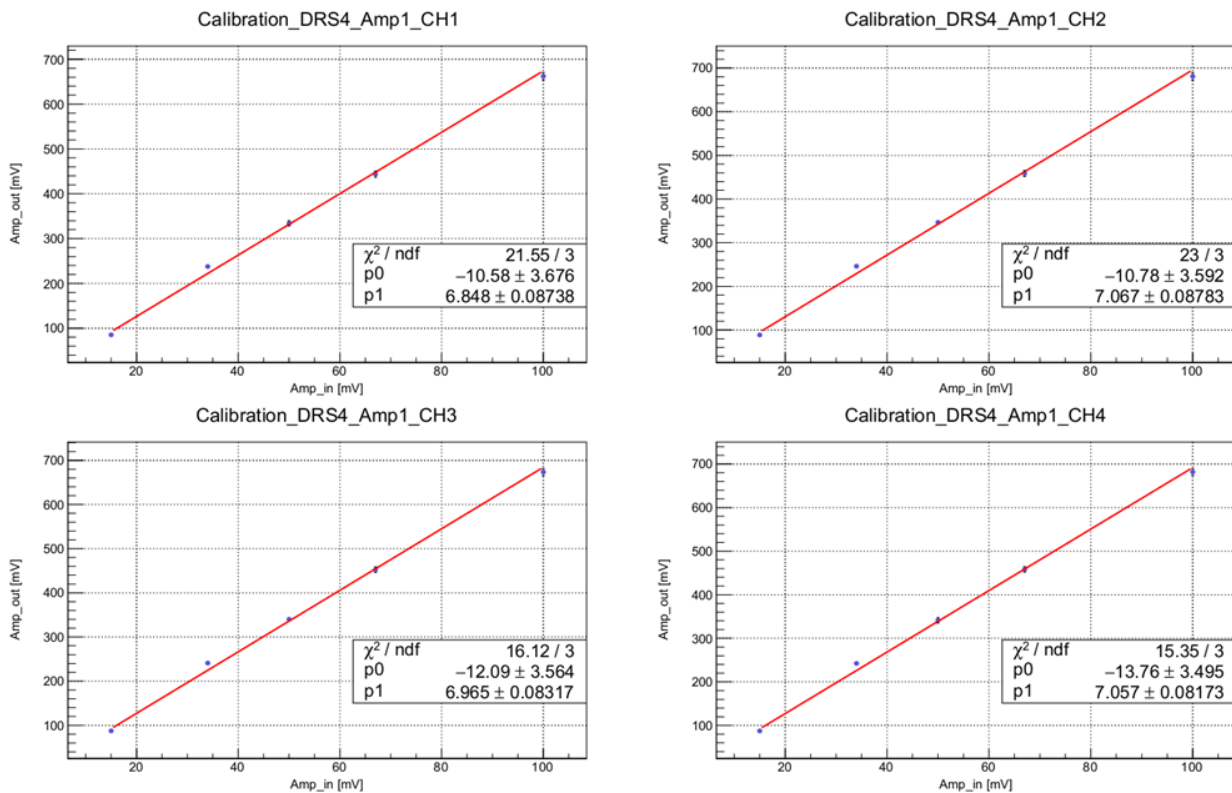 Calibration_DRS4_Amp1_CH1
Amp_out [mV]
700
600
500
400
300
200
100
χ² / ndf 21.55 / 3
p0 −10.58 ± 3.676
p1 6.848 ± 0.08738
20 40 60 80 100
Amp_in [mV]
Calibration_DRS4_Amp1_CH2
Amp_out [mV]
700
600
500
400
300
200
100
χ² / ndf 23 / 3
p0 −10.78 ± 3.592
p1 7.067 ± 0.08783
20 40 60 80 100
Amp_in [mV]
Calibration_DRS4_Amp1_CH3
Amp_out [mV]
700
600
500
400
300
200
100
χ² / ndf 16.12 / 3
p0 −12.09 ± 3.564
p1 6.965 ± 0.08317
20 40 60 80 100
Amp_in [mV]
Calibration_DRS4_Amp1_CH4
Amp_out [mV]
700
600
500
400
300
200
100
χ² / ndf 15.35 / 3
p0 −13.76 ± 3.495
p1 7.057 ± 0.08173
20 40 60 80 100
Amp_in [mV]